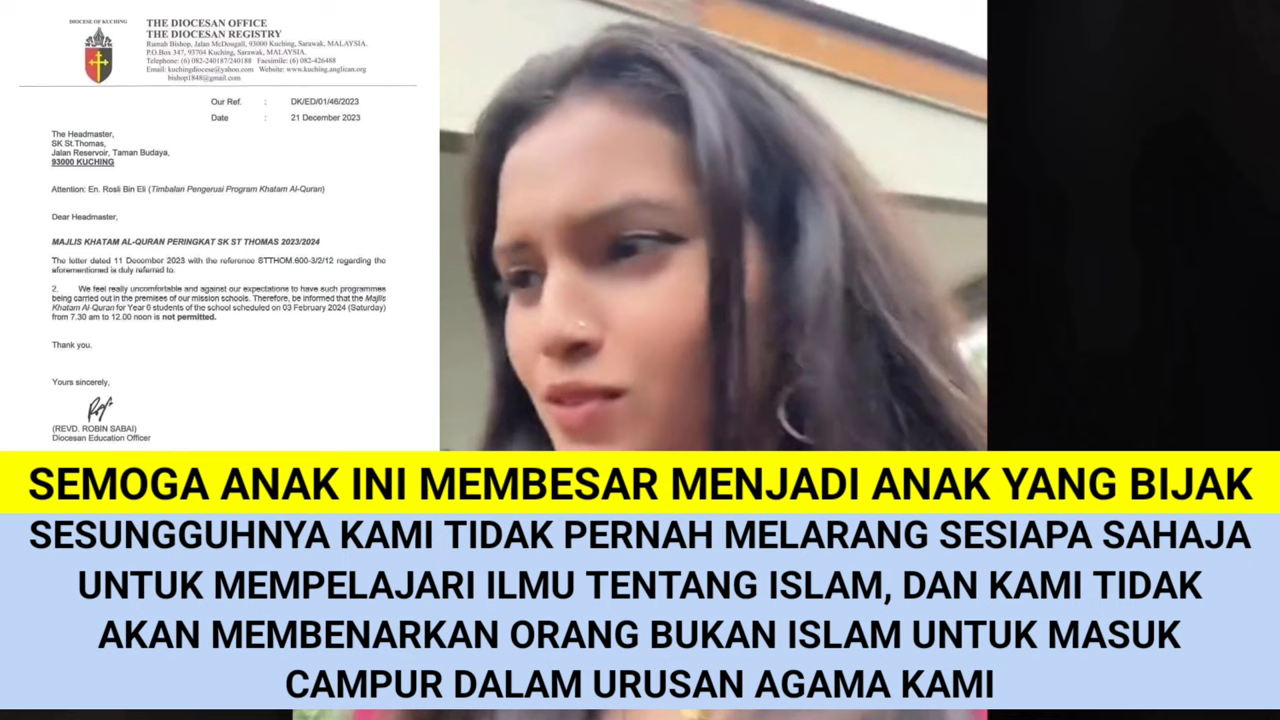 DIOCESE OF KUCHING
THE DIOCESAN OFFICE
THE DIOCESAN REGISTRY
Rumah Bishop, Jalan McDougall, 93000 Kuching, Sarawak, MALAYSIA.
P.O.Box 347, 93704 Kuching, Sarawak, MALAYSIA.
Telephone: (6) 082-240187/240188 Facsimile: (6) 082-426488
Email: kuchingdiocese@yahoo.com Website: www.kuching.anglican.org
bishop1848@gmail.com
Our Ref. : DK/ED/01/46/2023
Date : 21 December 2023
The Headmaster,
SK St.Thomas,
Jalan Reservoir, Taman Budaya,
93000 KUCHING
Attention: En. Rosli Bin Eli (Timbalan Pengerusi Program Khatam Al-Quran)
Dear Headmaster,
MAJLIS KHATAM AL-QURAN PERINGKAT SK ST THOMAS 2023/2024
The letter dated 11 December 2023 with the reference STTHOM.600-3/2/12 regarding the
aforementioned is duly referred to.
2. We feel really uncomfortable and against our expectations to have such programmes
being carried out in the premises of our mission schools. Therefore, be informed that the Majlis
Khatam Al-Quran for Year 6 students of the school scheduled on 03 February 2024 (Saturday)
from 7.30 am to 12.00 noon is not permitted.
Thank you.
Yours sincerely,
(REVD. ROBIN SABAI)
Diocesan Education Officer
SEMOGA ANAK INI MEMBESAR MENJADI ANAK YANG BIJAK
SESUNGGUHNYA KAMI TIDAK PERNAH MELARANG SESIAPA SAHAJA
UNTUK MEMPELAJARI ILMU TENTANG ISLAM, DAN KAMI TIDAK
AKAN MEMBENARKAN ORANG BUKAN ISLAM UNTUK MASUK
CAMPUR DALAM URUSAN AGAMA KAMI